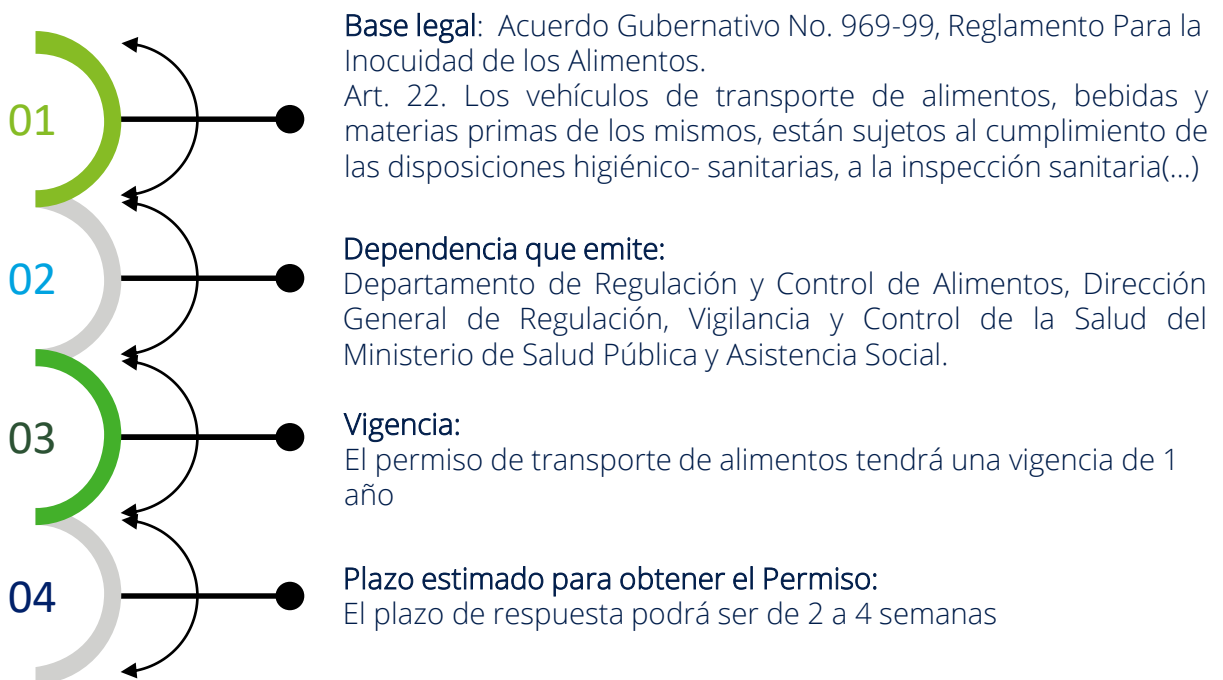 01
Base legal: Acuerdo Gubernativo No. 969-99, Reglamento Para la
Inocuidad de los Alimentos.
Art. 22. Los vehículos de transporte de alimentos, bebidas y
materias primas de los mismos, están sujetos al cumplimiento de
las disposiciones higiénico- sanitarias, a la inspección sanitaria(...)
02
Dependencia que emite:
Departamento de Regulación y Control de Alimentos, Dirección
General de Regulación, Vigilancia y Control de la Salud del
Ministerio de Salud Pública y Asistencia Social.
03
Vigencia:
El permiso de transporte de alimentos tendrá una vigencia de 1
año
04
Plazo estimado para obtener el Permiso:
El plazo de respuesta podrá ser de 2 a 4 semanas